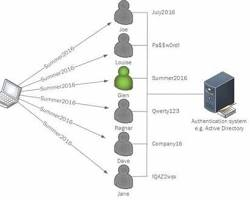 July2016
Joe
Summer2016
Pa$$w0rd!
Louise
Summer2016
Summer2016
Glen
Summer2016
Qwerty123
Ragnar
Summer2016
Authentication system
e.g. Active Directory
Company16
Dave
Summer2016
!QAZ2wsx
Jane
Summer2016